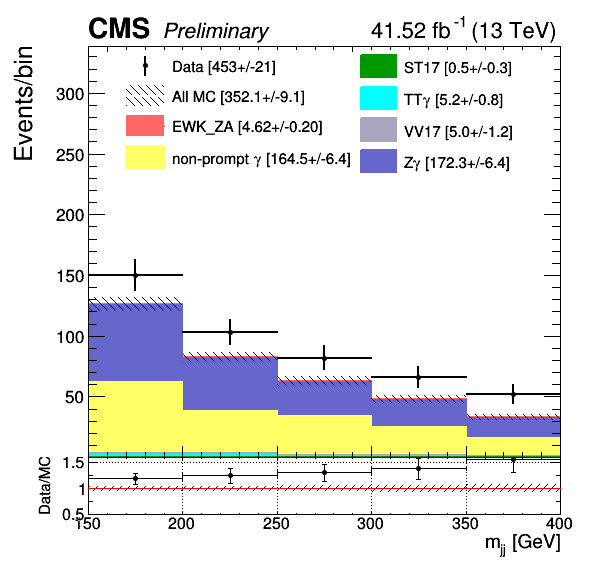 CMS Preliminary 41.52 fb⁻¹ (13 TeV)
Events/bin
Data [453+/-21]
All MC [352.1+/-9.1]
EWK_ZA [4.62+/-0.20]
non-prompt γ [164.5+/-6.4]
ST17 [0.5+/-0.3]
TTγ [5.2+/-0.8]
VV17 [5.0+/-1.2]
Zγ [172.3+/-6.4]
300
250
200
150
100
50
Data/MC
1.5
1
0.5
150 200 250 300 350 400
m_jj [GeV]